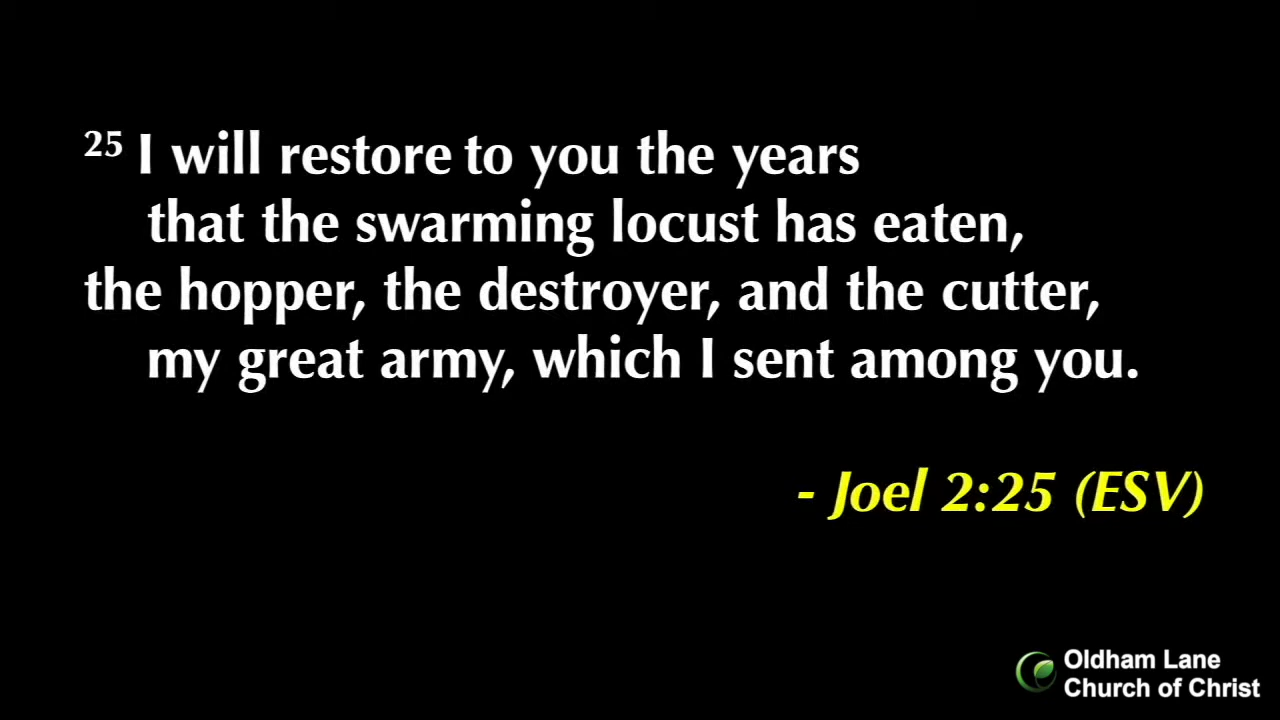 25 I will restore to you the years
that the swarming locust has eaten,
the hopper, the destroyer, and the cutter,
my great army, which I sent among you.
- Joel 2:25 (ESV)
Oldham Lane
Church of Christ